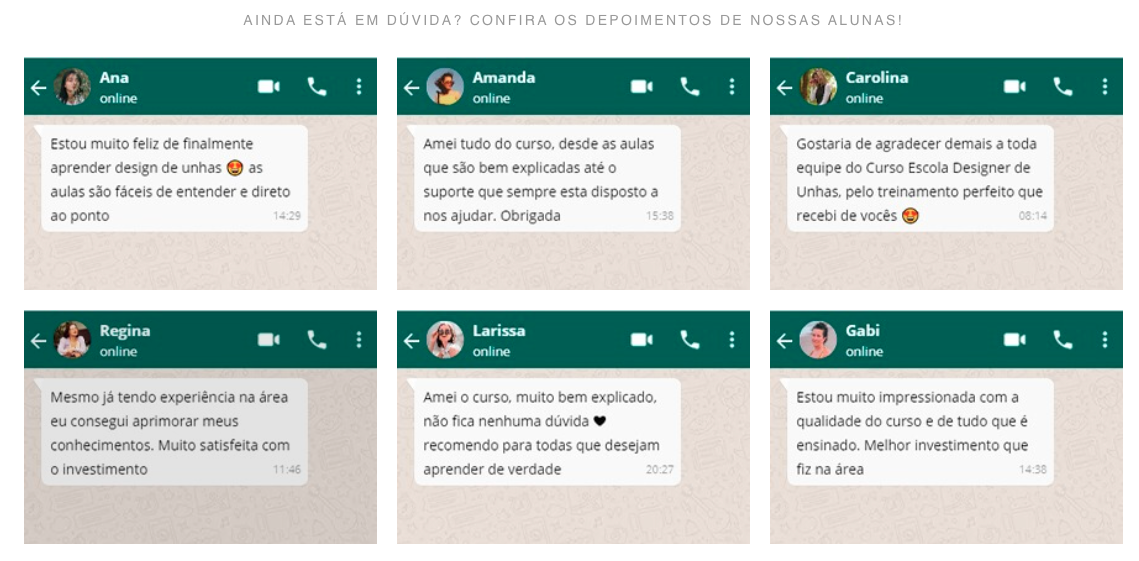 AINDA ESTÁ EM DÚVIDA? CONFIRA OS DEPOIMENTOS DE NOSSAS ALUNAS!
Ana
online
Estou muito feliz de finalmente
aprender design de unhas 🤩 as
aulas são fáceis de entender e direto
ao ponto
14:29
Amanda
online
Amei tudo do curso, desde as aulas
que são bem explicadas até o
suporte que sempre esta disposto a
nos ajudar. Obrigada
15:38
Carolina
online
Gostaria de agradecer demais a toda
equipe do Curso Escola Designer de
Unhas, pelo treinamento perfeito que
recebi de vocês 🤩
08:14
Regina
online
Mesmo já tendo experiência na área
eu consegui aprimorar meus
conhecimentos. Muito satisfeita com
o investimento
11:46
Larissa
online
Amei o curso, muito bem explicado,
não fica nenhuma dúvida ♥
recomendo para todas que desejam
aprender de verdade
20:27
Gabi
online
Estou muito impressionada com a
qualidade do curso e de tudo que é
ensinado. Melhor investimento que
fiz na área
14:38